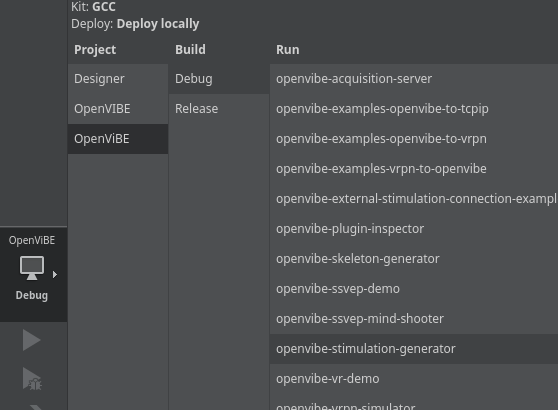 Kit: GCC
Deploy: Deploy locally
Project Build Run
Designer Debug openvibe-acquisition-server
OpenVIBE Release openvibe-examples-openvibe-to-tcpip
OpenViBE openvibe-examples-openvibe-to-vrpn
openvibe-examples-vrpn-to-openvibe
openvibe-external-stimulation-connection-exampl
openvibe-plugin-inspector
OpenViBE
openvibe-skeleton-generator
Debug
openvibe-ssvep-demo
openvibe-ssvep-mind-shooter
openvibe-stimulation-generator
openvibe-vr-demo
openvibe-vrpn-simulator